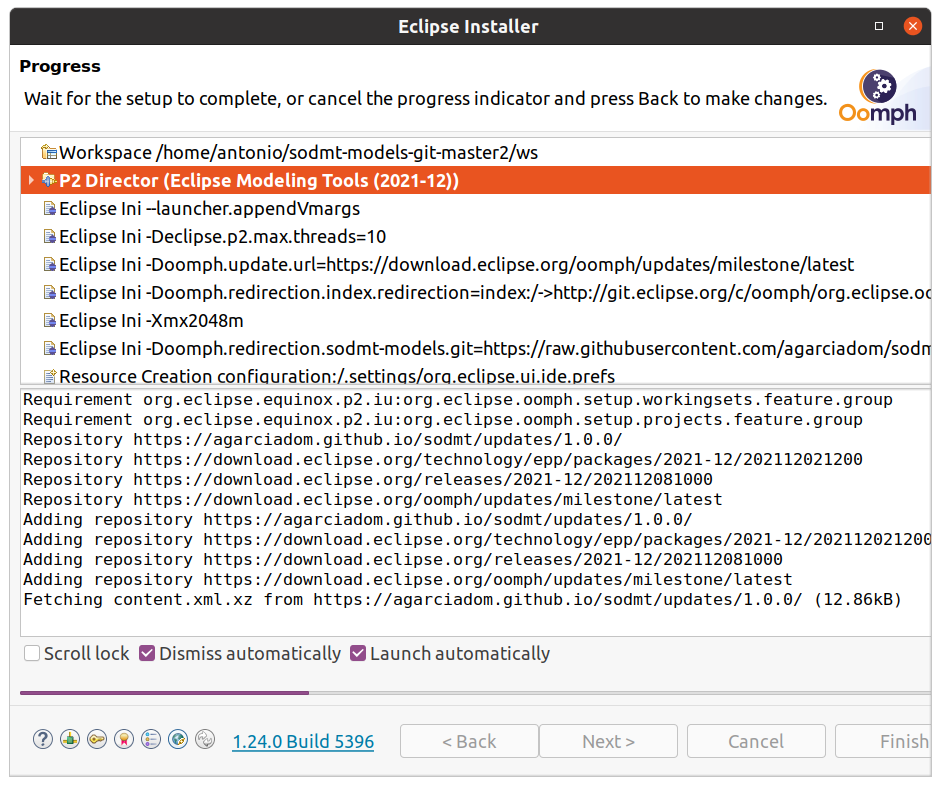 Eclipse Installer
Progress
Wait for the setup to complete, or cancel the progress indicator and press Back to make changes.
Oomph
Workspace /home/antonio/sodmt-models-git-master2/ws
P2 Director (Eclipse Modeling Tools (2021-12))
Eclipse Ini --launcher.appendVmargs
Eclipse Ini -Declipse.p2.max.threads=10
Eclipse Ini -Doomph.update.url=https://download.eclipse.org/oomph/updates/milestone/latest
Eclipse Ini -Doomph.redirection.index.redirection=index:/->http://git.eclipse.org/c/oomph/org.eclipse.oo
Eclipse Ini -Xmx2048m
Eclipse Ini -Doomph.redirection.sodmt-models.git=https://raw.githubusercontent.com/agarciadom/sodm
Resource Creation configuration:/.settings/org.eclipse.ui.ide.prefs
Requirement org.eclipse.equinox.p2.iu:org.eclipse.oomph.setup.workingsets.feature.group
Requirement org.eclipse.equinox.p2.iu:org.eclipse.oomph.setup.projects.feature.group
Repository https://agarciadom.github.io/sodmt/updates/1.0.0/
Repository https://download.eclipse.org/technology/epp/packages/2021-12/202112021200
Repository https://download.eclipse.org/releases/2021-12/202112081000
Repository https://download.eclipse.org/oomph/updates/milestone/latest
Adding repository https://agarciadom.github.io/sodmt/updates/1.0.0/
Adding repository https://download.eclipse.org/technology/epp/packages/2021-12/202112021200
Adding repository https://download.eclipse.org/releases/2021-12/202112081000
Adding repository https://download.eclipse.org/oomph/updates/milestone/latest
Fetching content.xml.xz from https://agarciadom.github.io/sodmt/updates/1.0.0/ (12.86kB)
Scroll lock Dismiss automatically Launch automatically
? 1.24.0 Build 5396 < Back Next > Cancel Finish